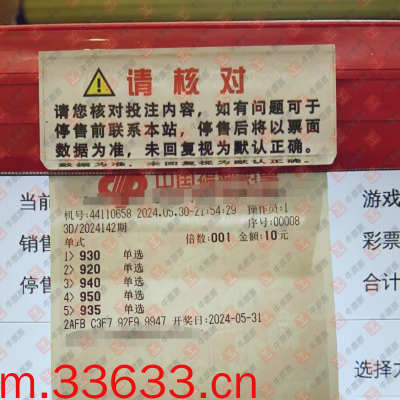 请核对
请您核对投注内容，如有问题可于
停售前联系本站，停售后将以票面
数据为准，未回复视为默认正确。
中国福利彩票
机号:44110658 2024.05.30-21:54:29 操作员:1
3D/2024142期 序号:00008
单式 倍数:001 金额:10元
1> 930 单选
2> 920 单选
3> 940 单选
4> 950 单选
5> 935 单选
2AFB C3F7 92F9 9947 开奖日:2024-05-31
游戏
当前
销售
彩票
兑
合计
选择
m.33633.cn